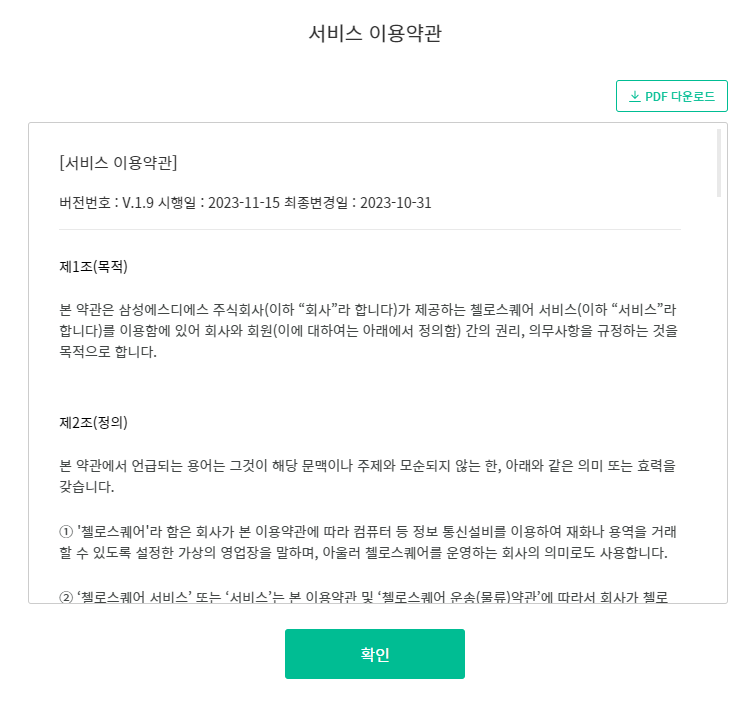 서비스 이용약관
PDF 다운로드
[서비스 이용약관]
버전번호 : V.1.9 시행일 : 2023-11-15 최종변경일 : 2023-10-31
제1조(목적)
본 약관은 삼성에스디에스 주식회사(이하 “회사”라 합니다)가 제공하는 첼로스퀘어 서비스(이하 “서비스”라
합니다)를 이용함에 있어 회사와 회원(이에 대하여는 아래에서 정의함) 간의 권리, 의무사항을 규정하는 것을
목적으로 합니다.
제2조(정의)
본 약관에서 언급되는 용어는 그것이 해당 문맥이나 주제와 모순되지 않는 한, 아래와 같은 의미 또는 효력을
갖습니다.
① '첼로스퀘어'라 함은 회사가 본 이용약관에 따라 컴퓨터 등 정보 통신설비를 이용하여 재화나 용역을 거래
할 수 있도록 설정한 가상의 영업장을 말하며, 아울러 첼로스퀘어를 운영하는 회사의 의미로도 사용합니다.
② ‘첼로스퀘어 서비스’ 또는 ‘서비스’는 본 이용약관 및 ‘첼로스퀘어 운송(물류)약관’에 따라서 회사가 첼로
확인